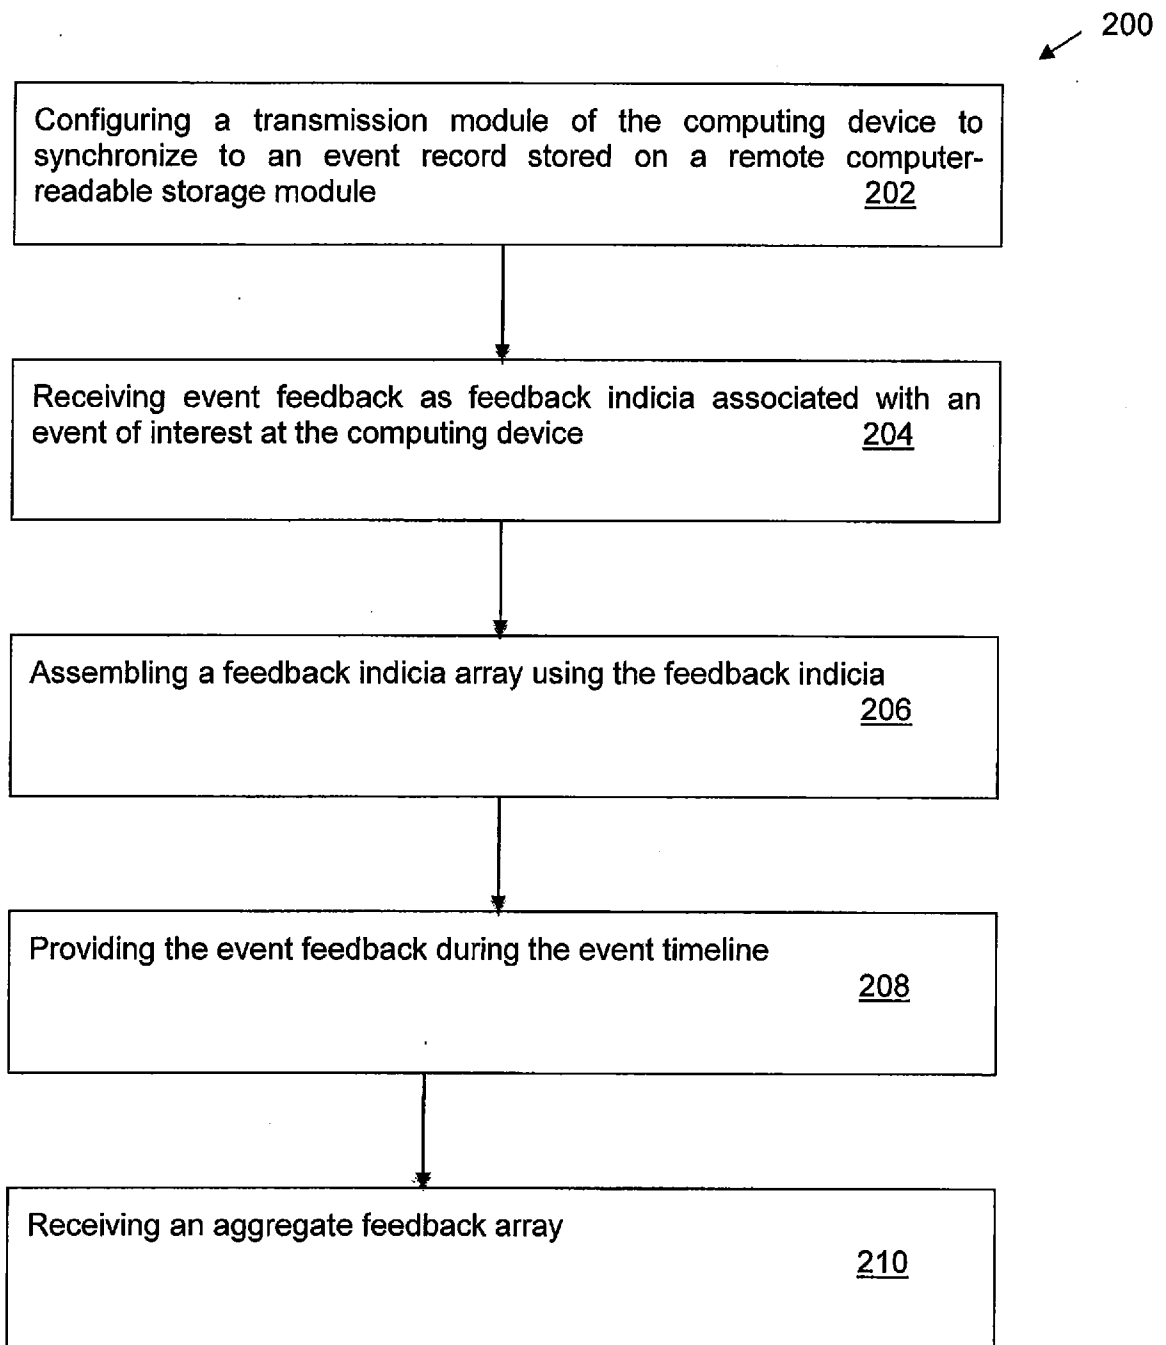 200
Configuring a transmission module of the computing device to
synchronize to an event record stored on a remote computer-
readable storage module 202
Receiving event feedback as feedback indicia associated with an
event of interest at the computing device 204
Assembling a feedback indicia array using the feedback indicia
206
Providing the event feedback during the event timeline
208
Receiving an aggregate feedback array
210